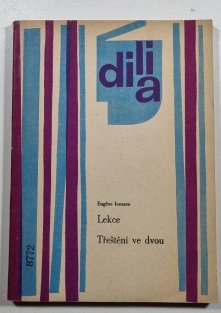 dilia
Eugène Ionesco
Lekce
Třeštění ve dvou
8772